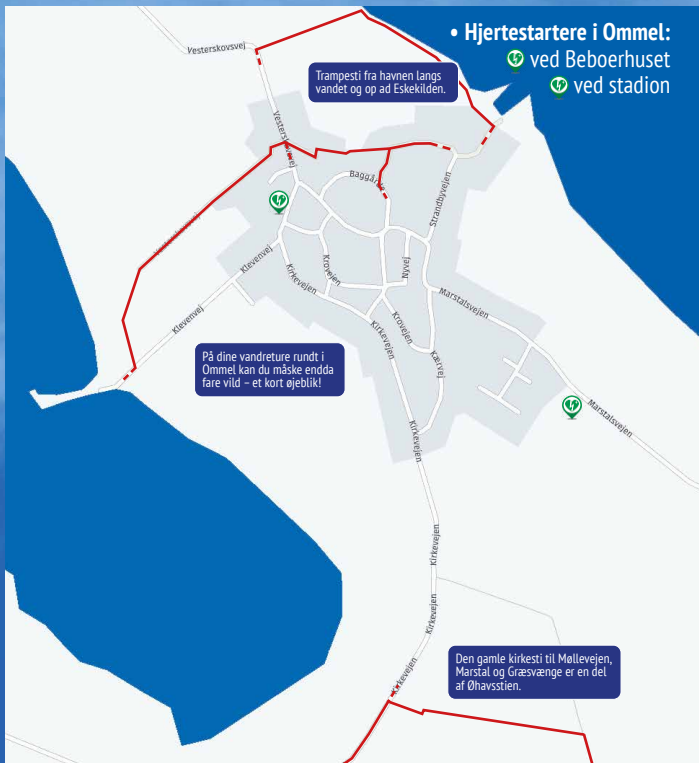 • Hjertestartere i Ommel:
ved Beboerhuset
ved stadion
Vesterskovsvej
Trampesti fra havnen langs
vandet og op ad Eskekilden.
Vesterskovsvej
Baggårde
Strandbyvejen
Vesterskovsvej
Klevenvej
Kirkevejen
Krovejen
Nyvej
Marstalsvejen
Klevenvej
Kirkevejen
Krovejen
Kærvej
På dine vandreture rundt i
Ommel kan du måske endda
fare vild – et kort øjeblik!
Marstalsvejen
Kirkevejen
Kirkevejen
Kirkevejen
Kirkevejen
Den gamle kirkesti til Møllevejen,
Marstal og Græsvænge er en del
af Øhavsstien.